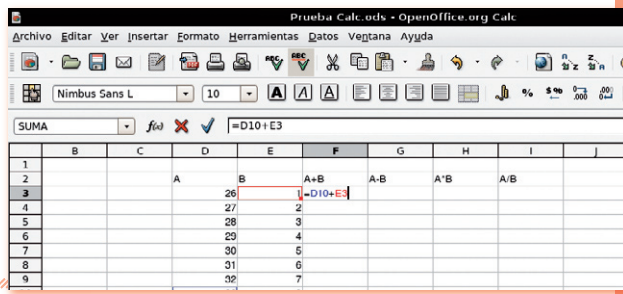 Prueba Calc.ods - OpenOffice.org Calc
Archivo Editar Ver Insertar Formato Herramientas Datos Ventana Ayuda
Nimbus Sans L 10 A A A % $%
SUMA f(x) =D10+E3
B C D E F G H I J
1
2 A B A+B A-B A*B A/B
3 26 1 =D10+E3
4 27 2
5 28 3
6 29 4
7 30 5
8 31 6
9 32 7